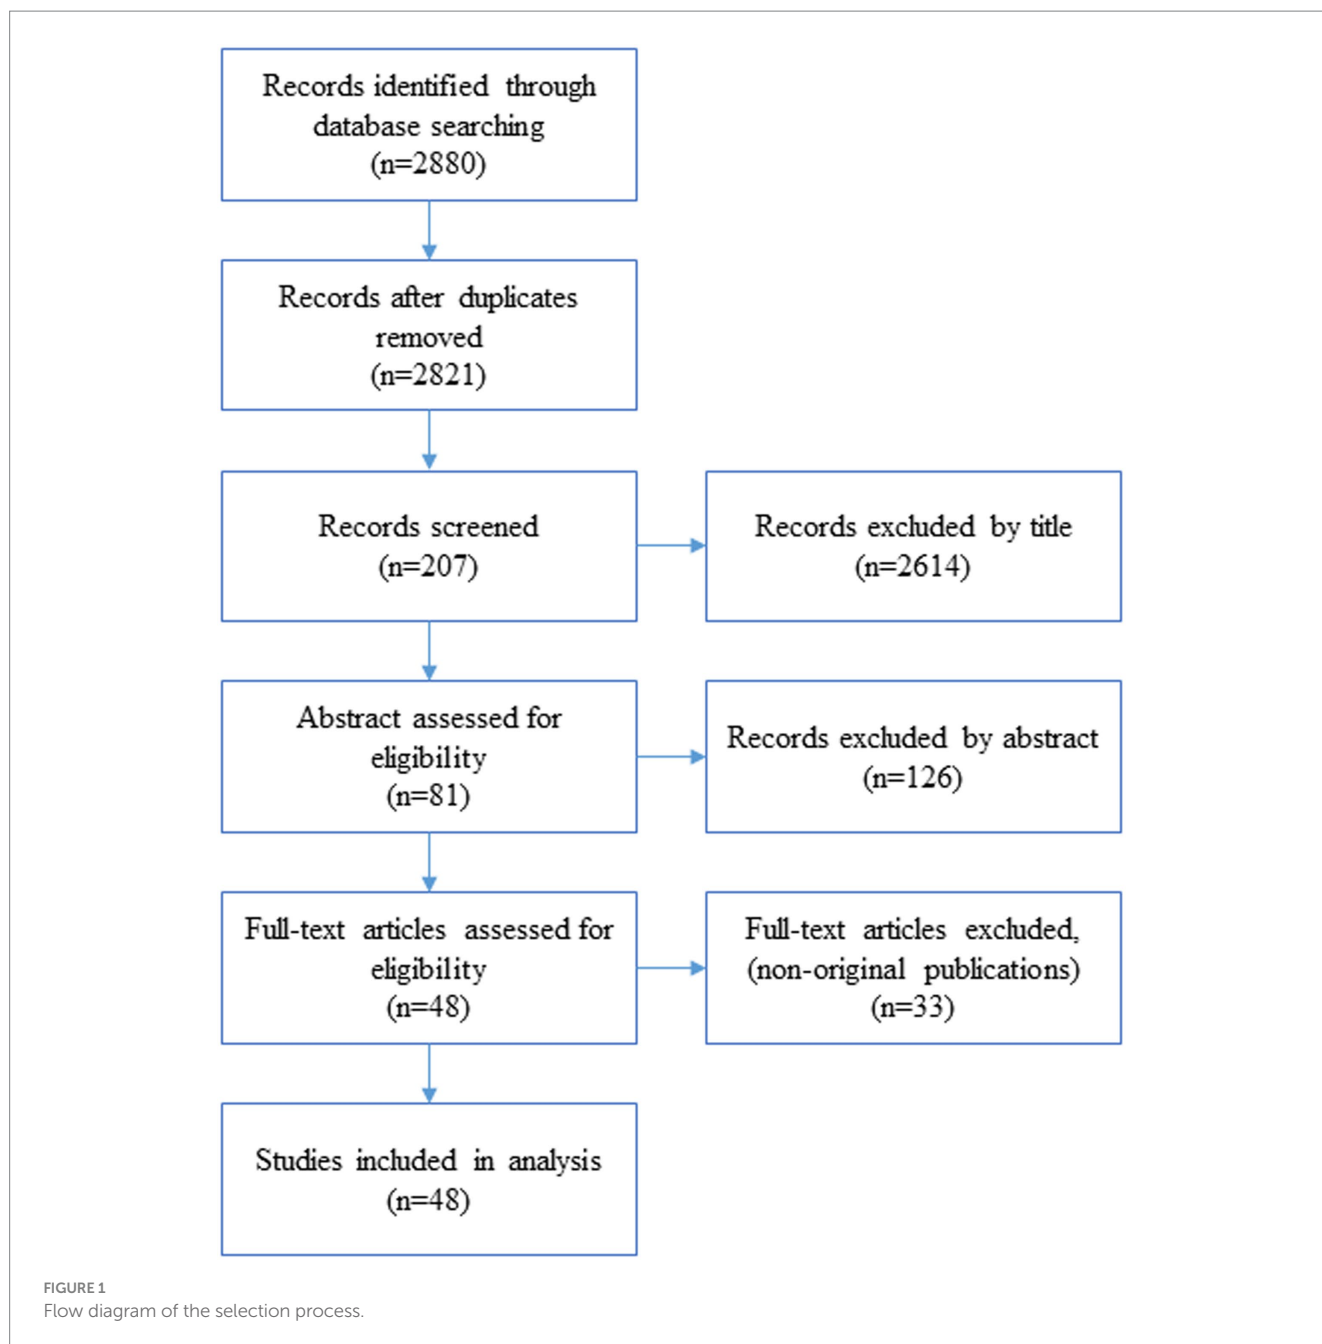 Records identified through
database searching
(n=2880)
Records after duplicates
removed
(n=2821)
Records screened
(n=207)
Records excluded by title
(n=2614)
Abstract assessed for
eligibility
(n=81)
Records excluded by abstract
(n=126)
Full-text articles assessed for
eligibility
(n=48)
Full-text articles excluded,
(non-original publications)
(n=33)
Studies included in analysis
(n=48)
FIGURE 1
Flow diagram of the selection process.